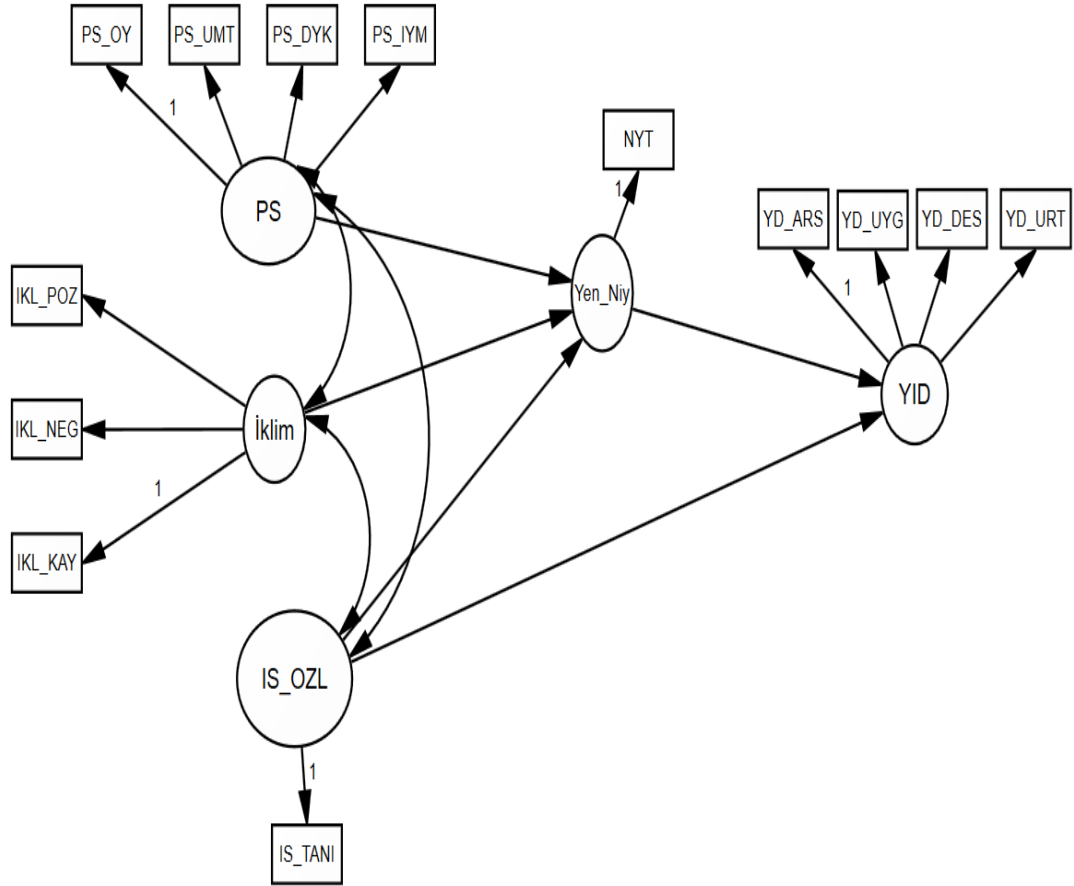 PS_OY
PS_UMT
PS_DYK
PS_IYM
1
PS
NYT
1
YD_ARS
YD_UYG
YD_DES
YD_URT
1
IKL_POZ
Yen_Niy
YID
IKL_NEG
İklim
1
IKL_KAY
IS_OZL
1
IS_TANI